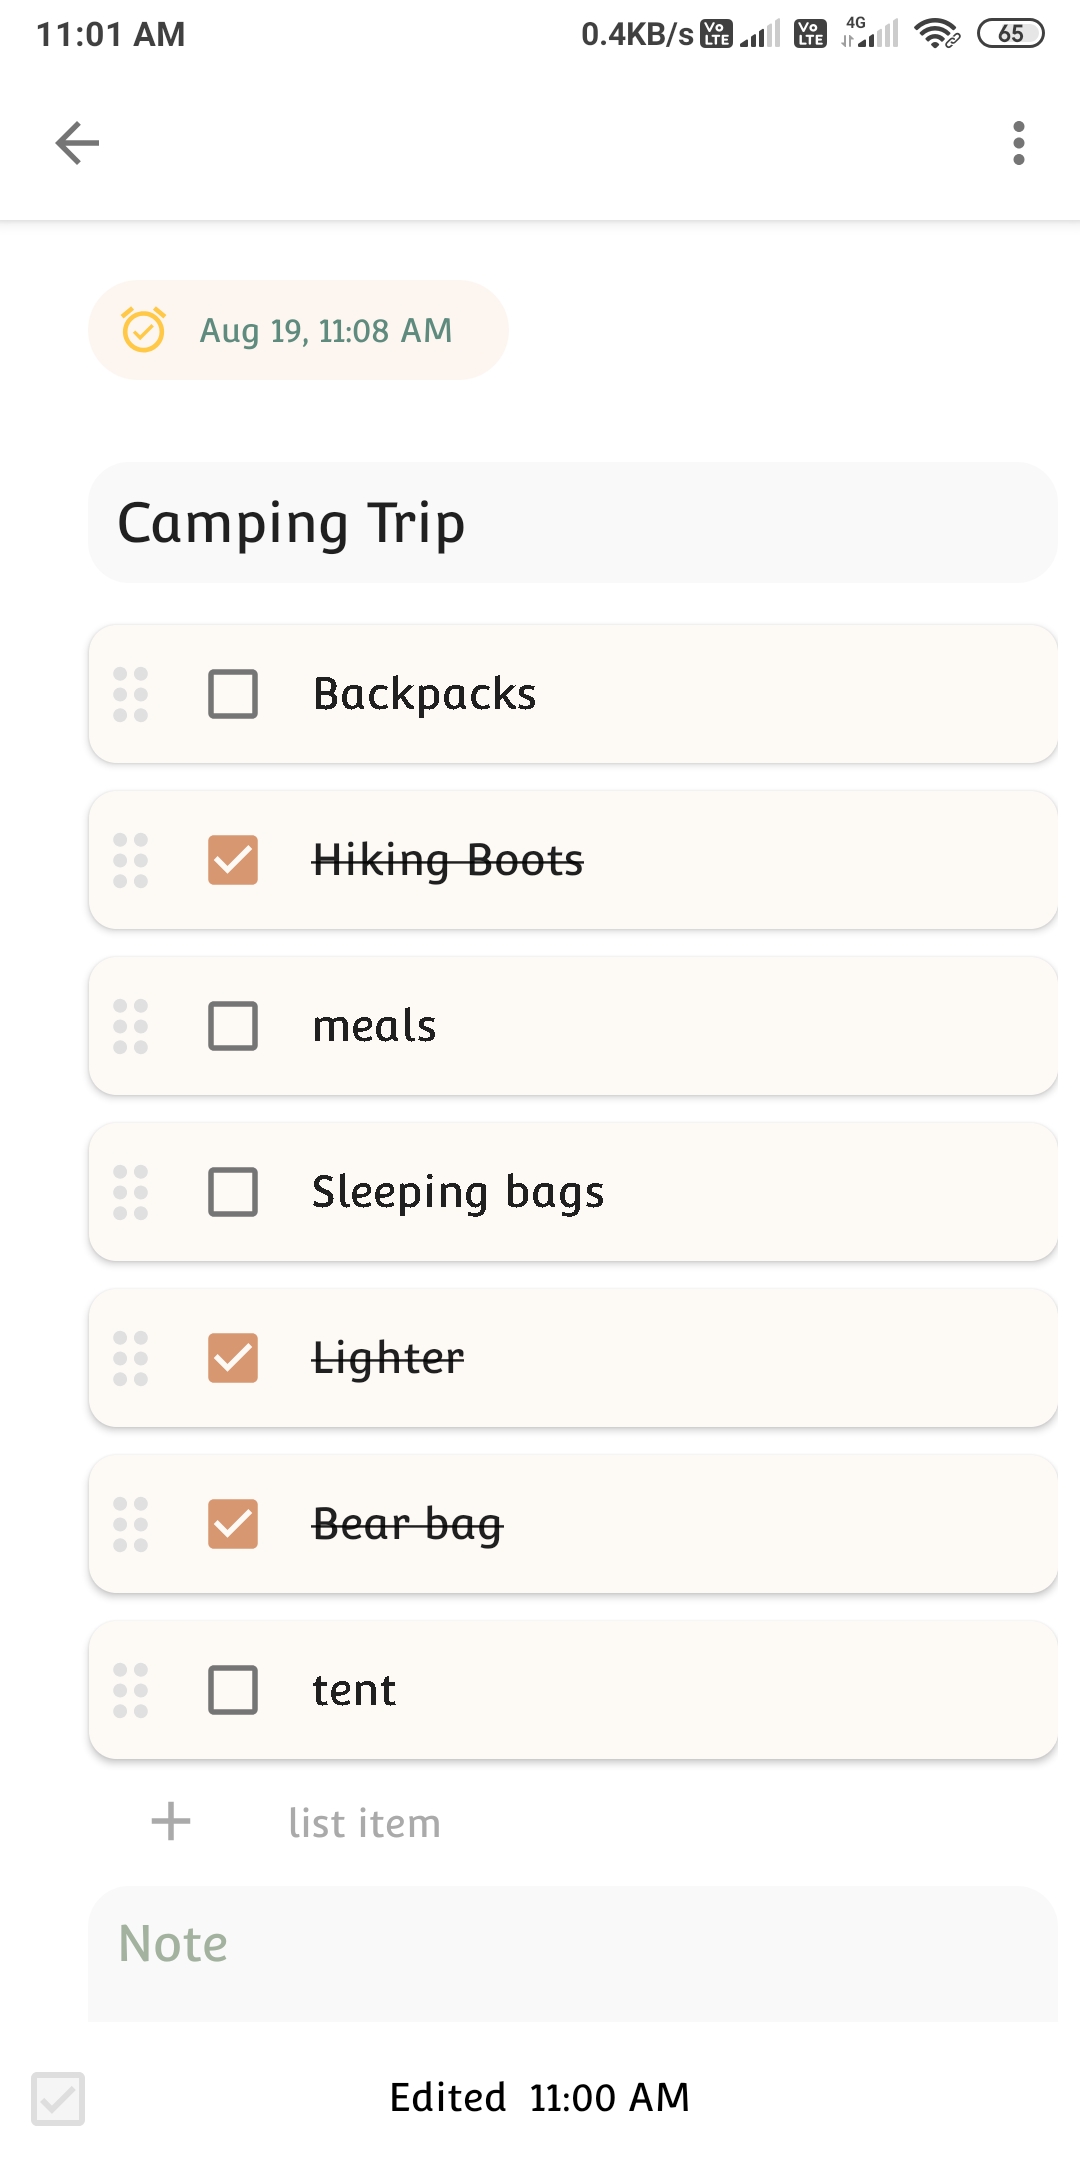 11:01 AM 0.4KB/s Vo LTE Vo LTE 4G 65
Aug 19, 11:08 AM
Camping Trip
Backpacks
Hiking Boots
meals
Sleeping bags
Lighter
Bear bag
tent
list item
Note
Edited 11:00 AM